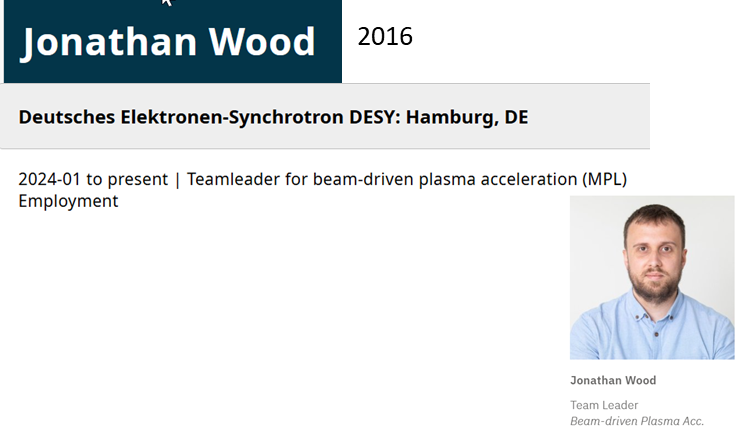 Jonathan Wood
2016
Deutsches Elektronen-Synchrotron DESY: Hamburg, DE
2024-01 to present | Teamleader for beam-driven plasma acceleration (MPL)
Employment
Jonathan Wood
Team Leader
Beam-driven Plasma Acc.